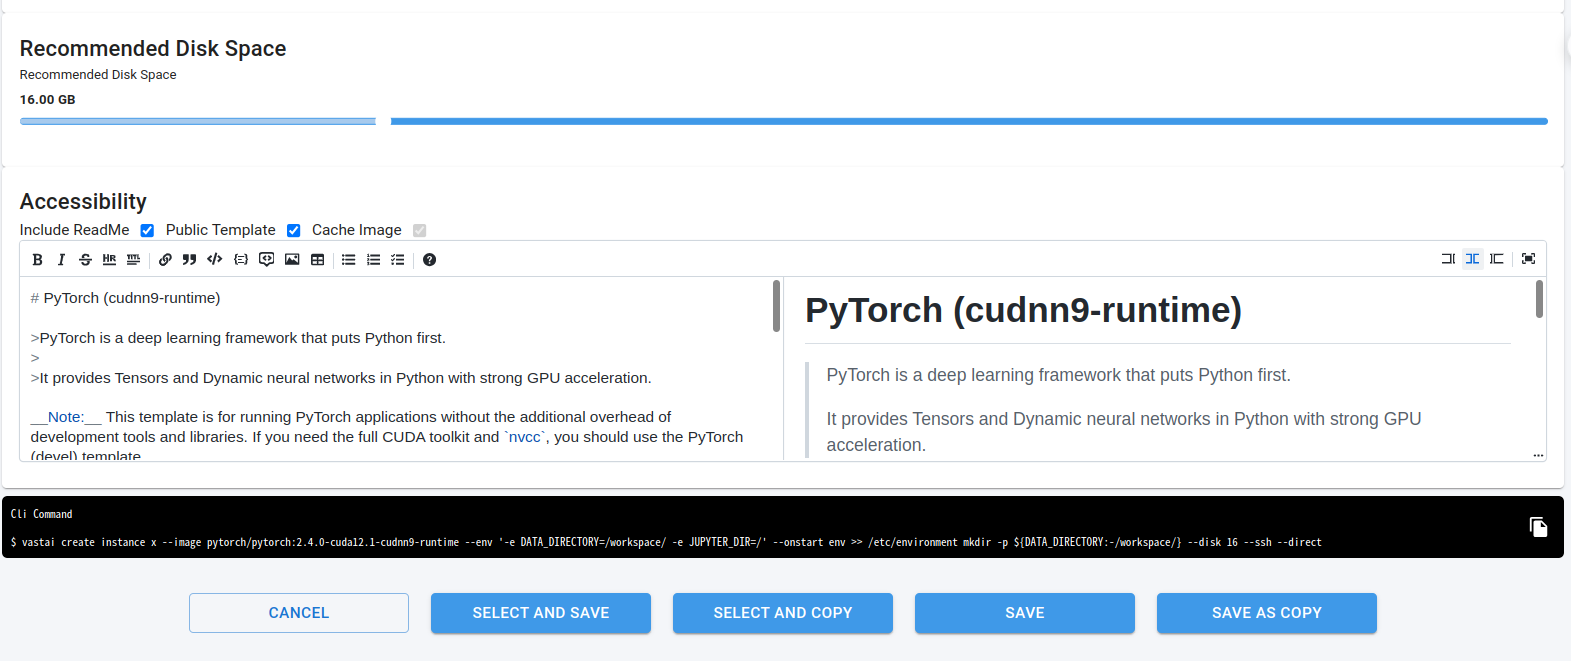 Recommended Disk Space
Recommended Disk Space
16.00 GB
Accessibility
Include ReadMe Public Template Cache Image
B I S HR TITL
# PyTorch (cudnn9-runtime)
>PyTorch is a deep learning framework that puts Python first.
>
>It provides Tensors and Dynamic neural networks in Python with strong GPU acceleration.
__Note:__ This template is for running PyTorch applications without the additional overhead of
development tools and libraries. If you need the full CUDA toolkit and `nvcc`, you should use the PyTorch
(devel) template
PyTorch (cudnn9-runtime)
PyTorch is a deep learning framework that puts Python first.
It provides Tensors and Dynamic neural networks in Python with strong GPU
acceleration.
Cli Command
$ vastai create instance x --image pytorch/pytorch:2.4.0-cuda12.1-cudnn9-runtime --env '-e DATA_DIRECTORY=/workspace/ -e JUPYTER_DIR=/' --onstart env >> /etc/environment mkdir -p ${DATA_DIRECTORY:-/workspace/} --disk 16 --ssh --direct
CANCEL
SELECT AND SAVE
SELECT AND COPY
SAVE
SAVE AS COPY